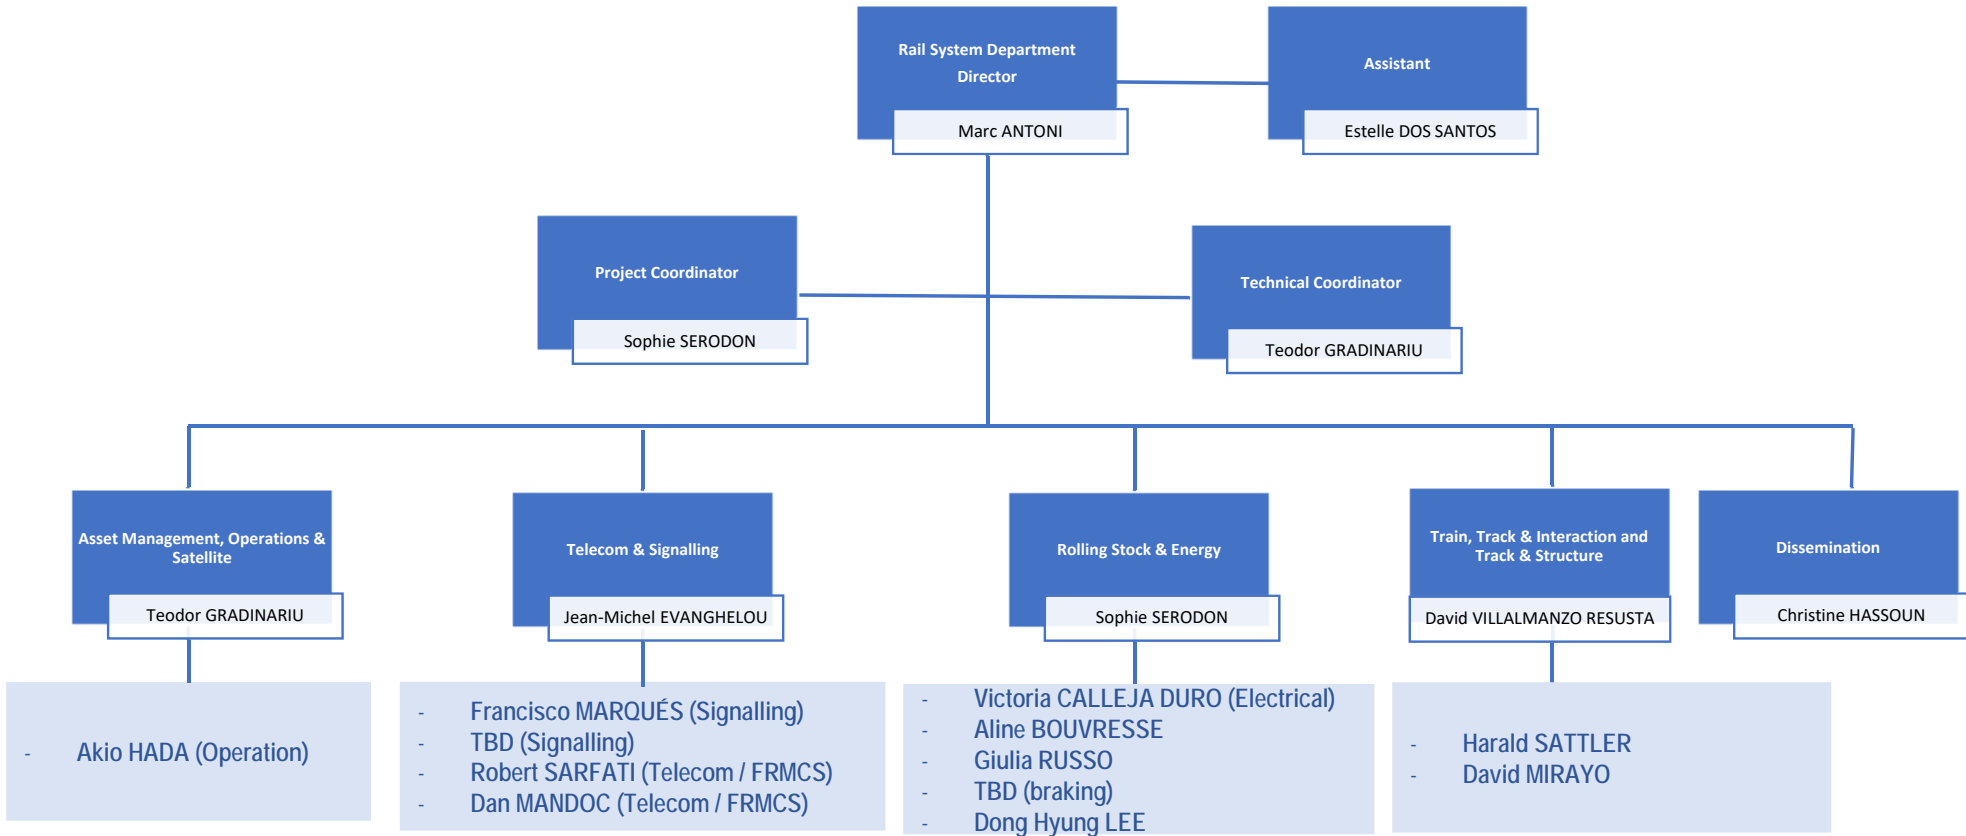 Rail System Department
Director
Marc ANTONI
Assistant
Estelle DOS SANTOS
Project Coordinator
Sophie SERODON
Technical Coordinator
Teodor GRADINARIU
Asset Management, Operations &
Satellite
Teodor GRADINARIU
Telecom & Signalling
Jean-Michel EVANGHELOU
Rolling Stock & Energy
Sophie SERODON
Train, Track & Interaction and
Track & Structure
David VILLALMANZO RESUSTA
Dissemination
Christine HASSOUN
- Akio HADA (Operation)
- Francisco MARQUÉS (Signalling)
- TBD (Signalling)
- Robert SARFATI (Telecom / FRMCS)
- Dan MANDOC (Telecom / FRMCS)
- Victoria CALLEJA DURO (Electrical)
- Aline BOUVRESSE
- Giulia RUSSO
- TBD (braking)
- Dong Hyung LEE
- Harald SATTLER
- David MIRAYO